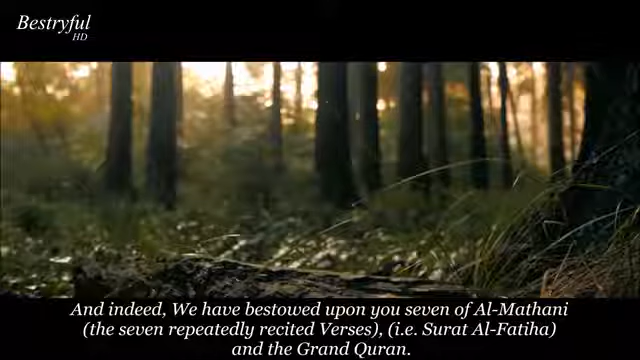 Bestryful
HD
And indeed, We have bestowed upon you seven of Al-Mathani
(the seven repeatedly recited Verses), (i.e. Surat Al-Fatiha)
and the Grand Quran.